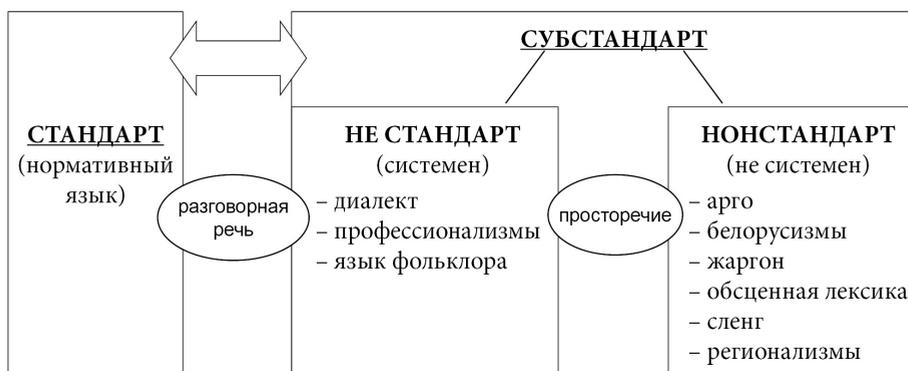 СУБСТАНДАРТ
СТАНДАРТ
(нормативный
язык)
разговорная
речь
НЕ СТАНДАРТ
(системен)
– диалект
– профессионализмы
– язык фольклора
просторечие
НОНСТАНДАРТ
(не системен)
– арго
– белорусизмы
– жаргон
– обсценная лексика
– сленг
– регионализмы